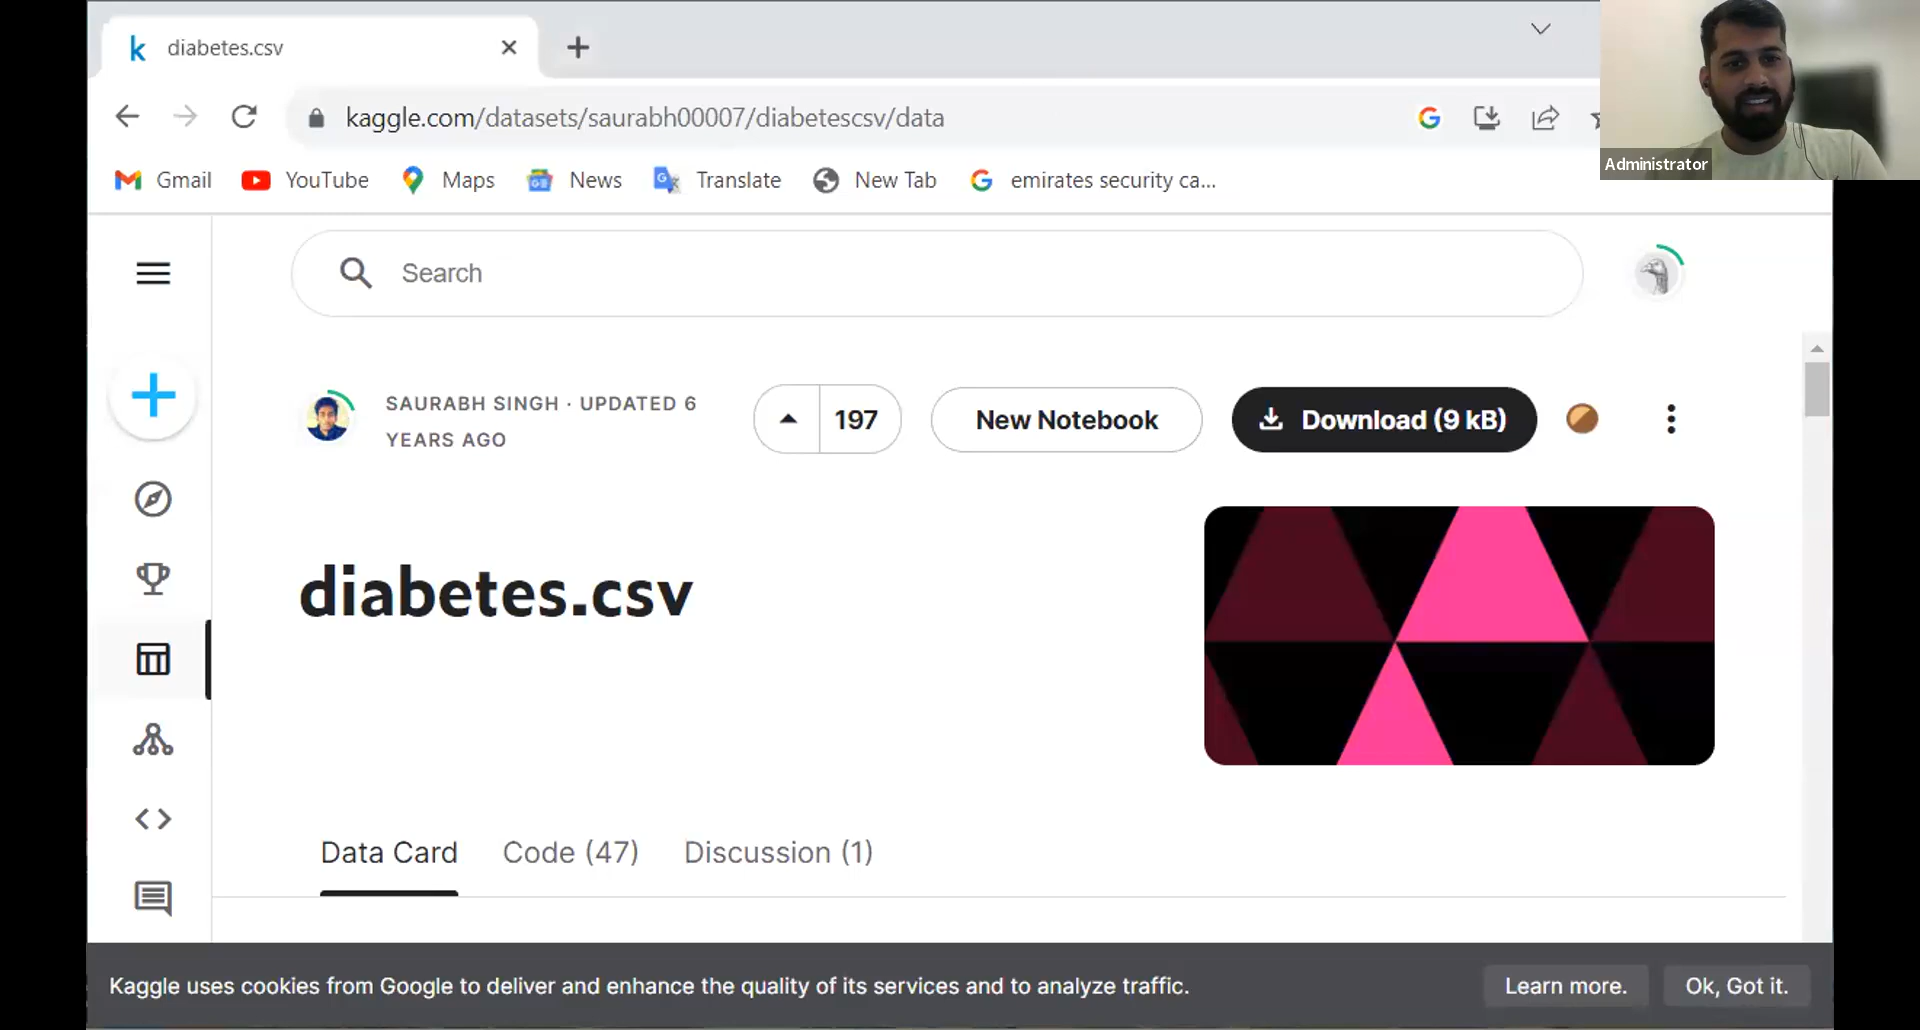 diabetes.csv
kaggle.com/datasets/saurabh00007/diabetescsv/data
Gmail
YouTube
Maps
News
Translate
New Tab
emirates security ca...
Administrator
Search
SAURABH SINGH · UPDATED 6
YEARS AGO
197
New Notebook
Download (9 kB)
diabetes.csv
Data Card
Code (47)
Discussion (1)
Kaggle uses cookies from Google to deliver and enhance the quality of its services and to analyze traffic.
Learn more.
Ok, Got it.